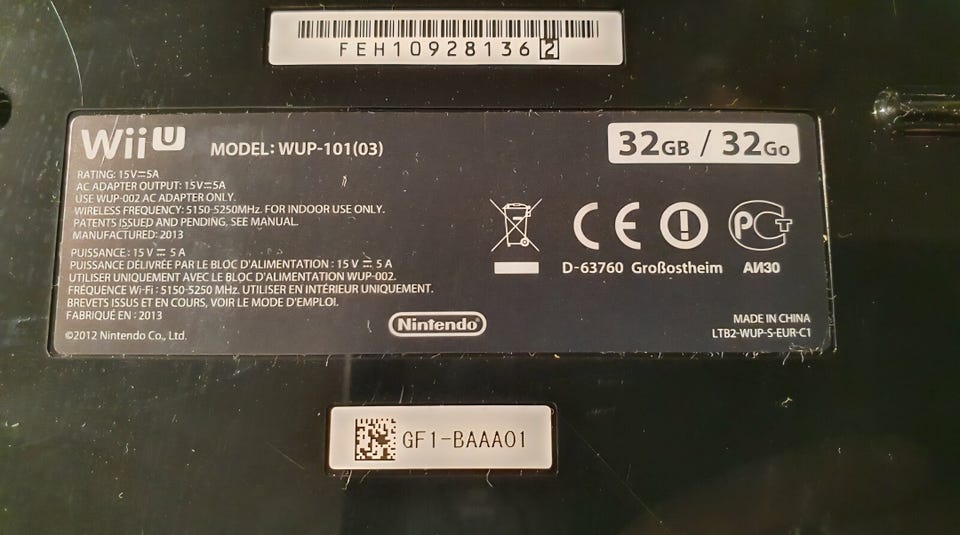 FEH109281362
Wii U
MODEL: WUP-101(03)
32GB / 32Go
RATING: 15V⎓5A
AC ADAPTER OUTPUT: 15V⎓5A
USE WUP-002 AC ADAPTER ONLY.
WIRELESS FREQUENCY: 5150-5250MHz. FOR INDOOR USE ONLY.
PATENTS ISSUED AND PENDING, SEE MANUAL.
MANUFACTURED: 2013
PUISSANCE : 15 V ⎓ 5 A
PUISSANCE DÉLIVRÉE PAR LE BLOC D'ALIMENTATION : 15 V ⎓ 5 A
UTILISER UNIQUEMENT AVEC LE BLOC D'ALIMENTATION WUP-002.
FRÉQUENCE Wi-Fi : 5150-5250 MHz. UTILISER EN INTÉRIEUR UNIQUEMENT.
BREVETS ISSUS ET EN COURS, VOIR LE MODE D'EMPLOI.
FABRIQUÉ EN : 2013
©2012 Nintendo Co., Ltd.
Nintendo
CE
PCT
D-63760 Großostheim
АИ30
MADE IN CHINA
LTB2-WUP-S-EUR-C1
GF1-BAAA01